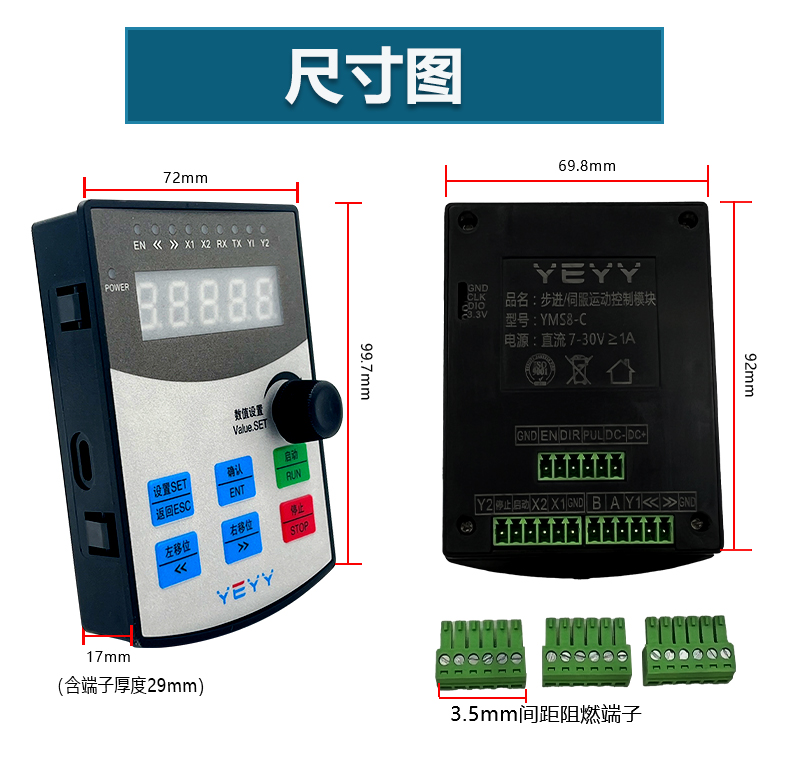 尺寸图
72mm
69.8mm
EN ≪ ≫ X1 X2 RX TX YI Y2
POWER
8.8.8.8.8
数值设置
Value.SET
设置SET
返回ESC
确认
ENT
启动
RUN
左移位
≪
右移位
≫
停止
STOP
YEYY
99.7mm
17mm
(含端子厚度29mm)
YEYY
GND
CLK
DIO
3.3V
品名：步进/伺服运动控制模块
型号：YMS8-C
电源：直流 7-30V≥1A
GND EN DIR PUL DC- DC+
Y2 停止 启动 X2 X1 GND B A Y1 ≪ ≫ GND
92mm
3.5mm间距阻燃端子